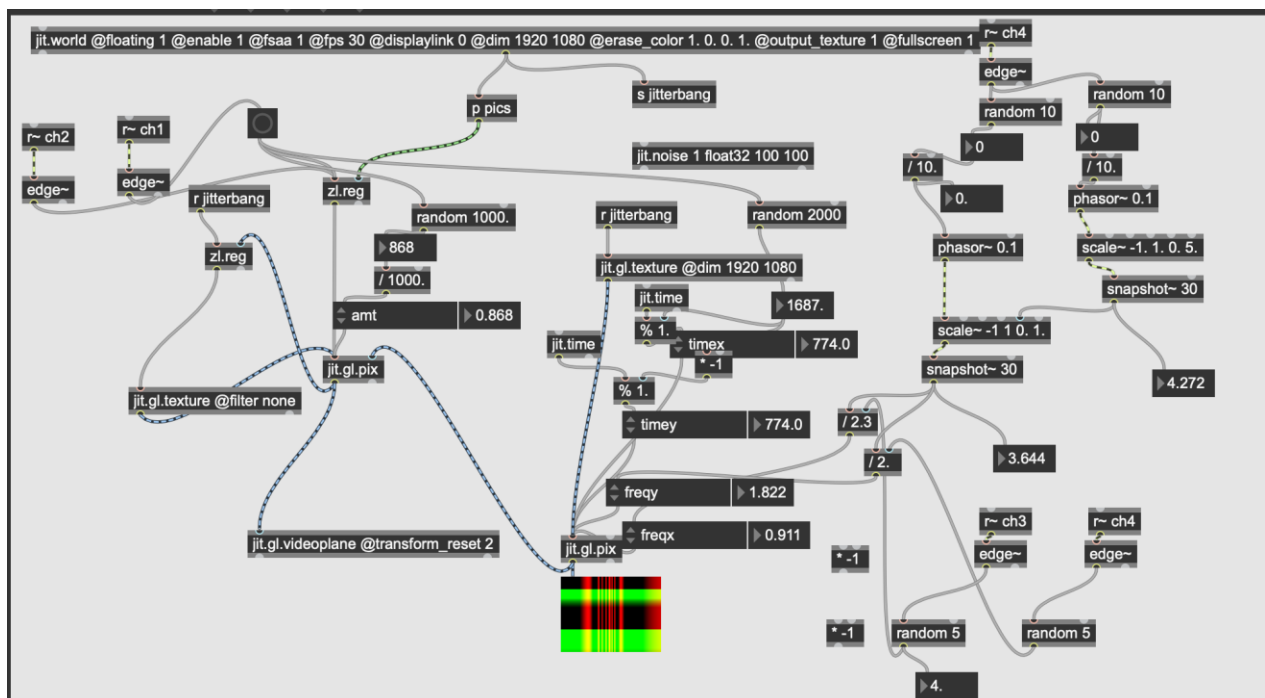 jit.world @floating 1 @enable 1 @fsaa 1 @fps 30 @displaylink 0 @dim 1920 1080 @erase_color 1. 0. 0. 1. @output_texture 1 @fullscreen 1
r~ ch4
edge~
s jitterbang
random 10
p pics
random 10
r~ ch2
r~ ch1
0
0
jit.noise 1 float32 100 100
/ 10.
/ 10.
edge~
edge~
zl.reg
r jitterbang
0.
phasor~ 0.1
random 1000.
r jitterbang
random 2000
868
phasor~ 0.1
scale~ -1. 1. 0. 5.
zl.reg
jit.gl.texture @dim 1920 1080
/ 1000.
snapshot~ 30
jit.time
1687.
amt
0.868
% 1.
scale~ -1 1 0. 1.
jit.time
timex
774.0
* -1
jit.gl.pix
snapshot~ 30
4.272
% 1.
jit.gl.texture @filter none
timey
774.0
/ 2.3
/ 2.
3.644
freqy
1.822
r~ ch3
r~ ch4
freqx
0.911
jit.gl.videoplane @transform_reset 2
jit.gl.pix
edge~
edge~
* -1
* -1
random 5
random 5
4.